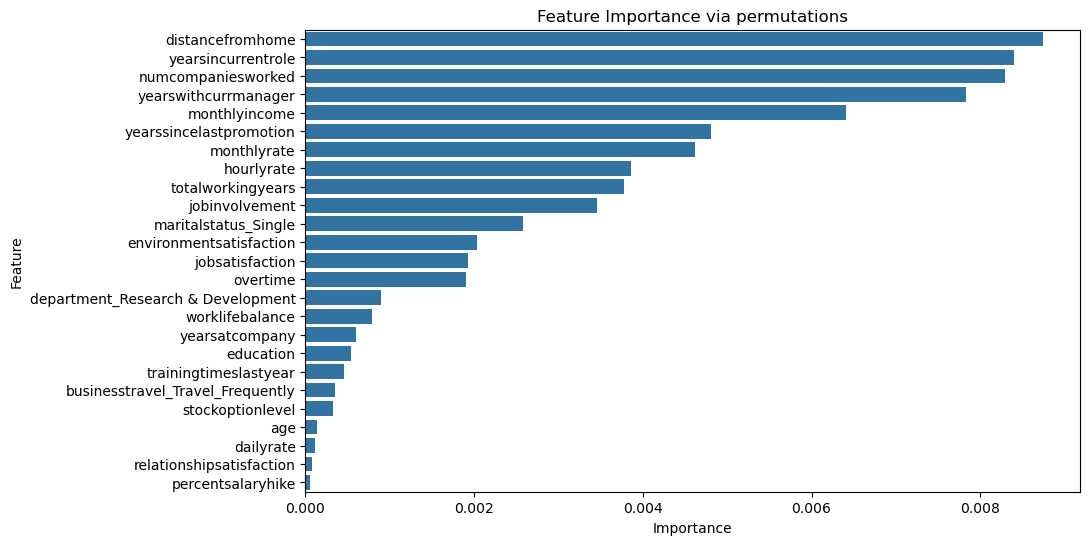 Feature Importance via permutations
Feature
distancefromhome
yearsincurrentrole
numcompaniesworked
yearswithcurrmanager
monthlyincome
yearssincelastpromotion
monthlyrate
hourlyrate
totalworkingyears
jobinvolvement
maritalstatus_Single
environmentsatisfaction
jobsatisfaction
overtime
department_Research & Development
worklifebalance
yearsatcompany
education
trainingtimeslastyear
businesstravel_Travel_Frequently
stockoptionlevel
age
dailyrate
relationshipsatisfaction
percentsalaryhike
0.000 0.002 0.004 0.006 0.008
Importance